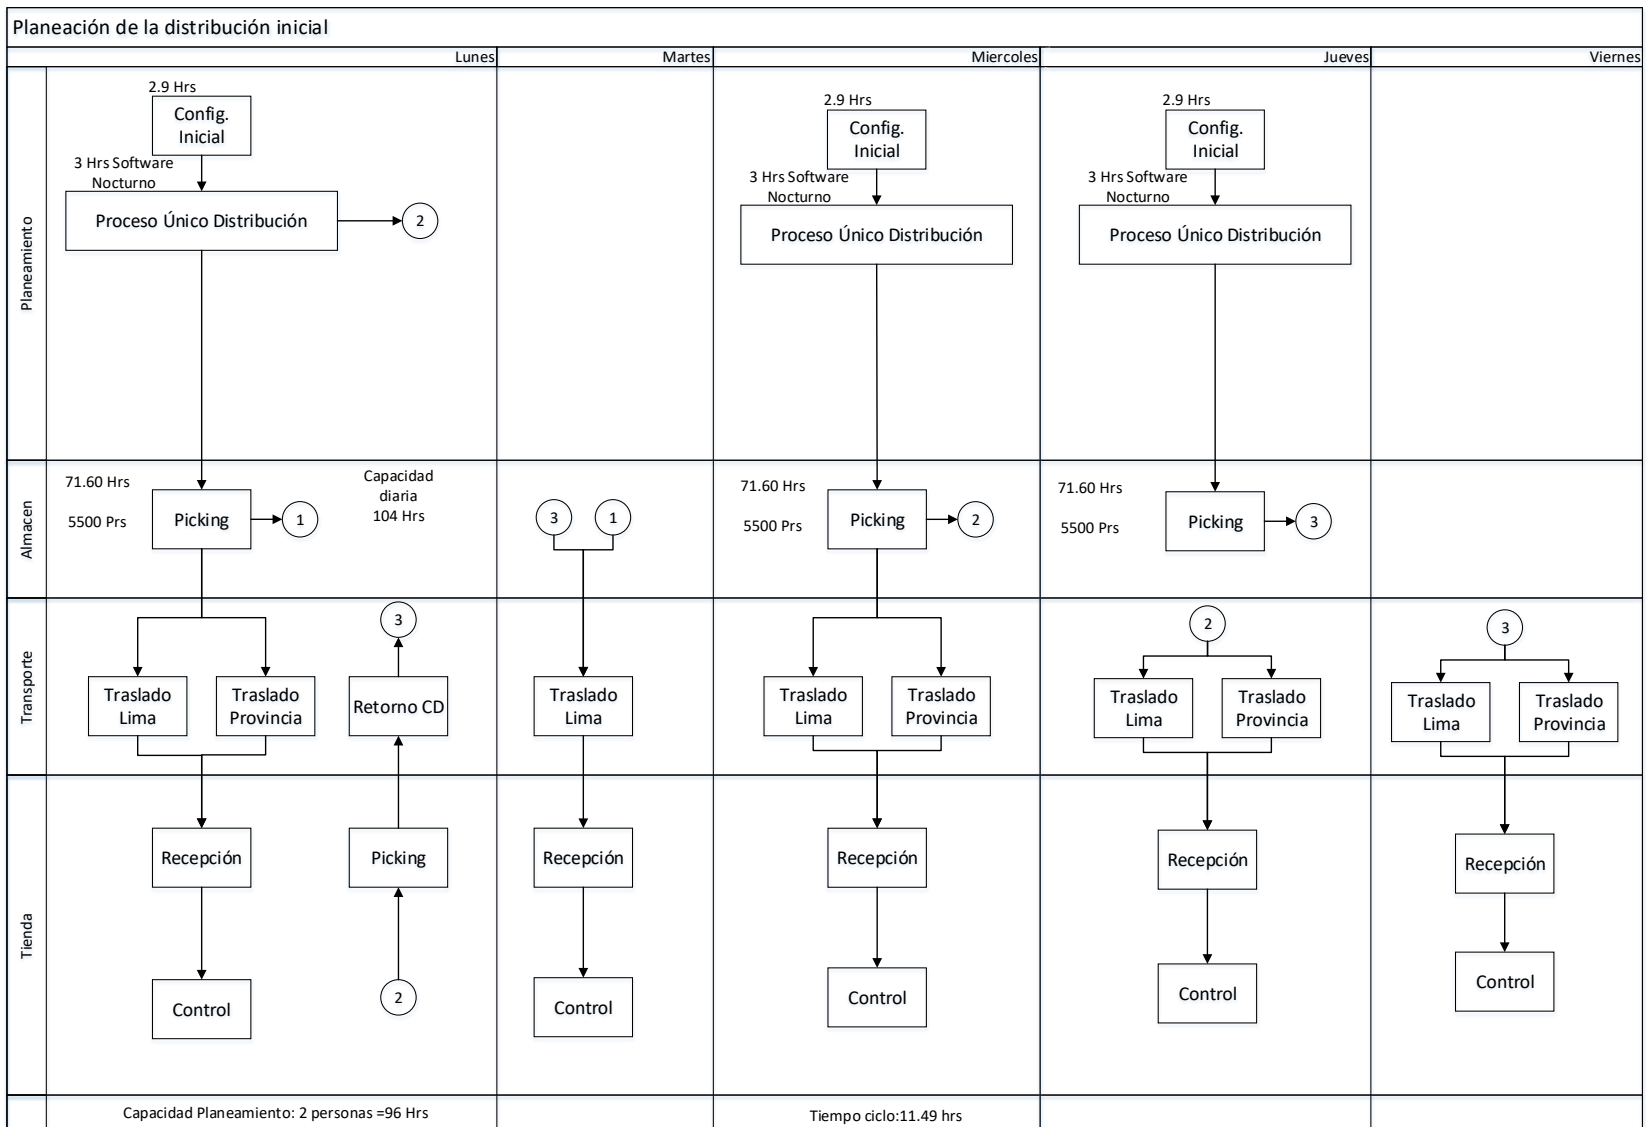 Planeación de la distribución inicial
Lunes
Martes
Miercoles
Jueves
Viernes
Planeamiento
2.9 Hrs
Config.
Inicial
3 Hrs Software
Nocturno
Proceso Único Distribución
2
2.9 Hrs
Config.
Inicial
3 Hrs Software
Nocturno
Proceso Único Distribución
2.9 Hrs
Config.
Inicial
3 Hrs Software
Nocturno
Proceso Único Distribución
Almacen
71.60 Hrs
5500 Prs
Picking
1
Capacidad
diaria
104 Hrs
3
1
71.60 Hrs
5500 Prs
Picking
2
71.60 Hrs
5500 Prs
Picking
3
Transporte
Traslado
Lima
Traslado
Provincia
3
Retorno CD
Traslado
Lima
Traslado
Lima
Traslado
Provincia
2
Traslado
Lima
Traslado
Provincia
3
Traslado
Lima
Traslado
Provincia
Tienda
Recepción
Control
Picking
2
Recepción
Control
Recepción
Control
Recepción
Control
Recepción
Control
Capacidad Planeamiento: 2 personas =96 Hrs
Tiempo ciclo:11.49 hrs